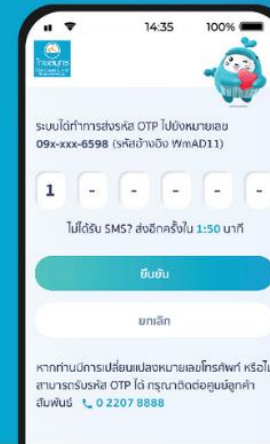 14:35
100%
ระบบได้ทำการส่งรหัส OTP ไปยังหมายเลข
09x-xxx-6598 (รหัสอ้างอิง WmAD11)
1 - - - - -
ไม่ได้รับ SMS? ส่งอีกครั้งใน 1:50 นาที
ยืนยัน
ยกเลิก
หากท่านมีการเปลี่ยนแปลงหมายเลขโทรศัพท์ หรือไม่
สามารถรับรหัส OTP ได้ กรุณาติดต่อศูนย์ลูกค้า
สัมพันธ์ 0 2207 8888